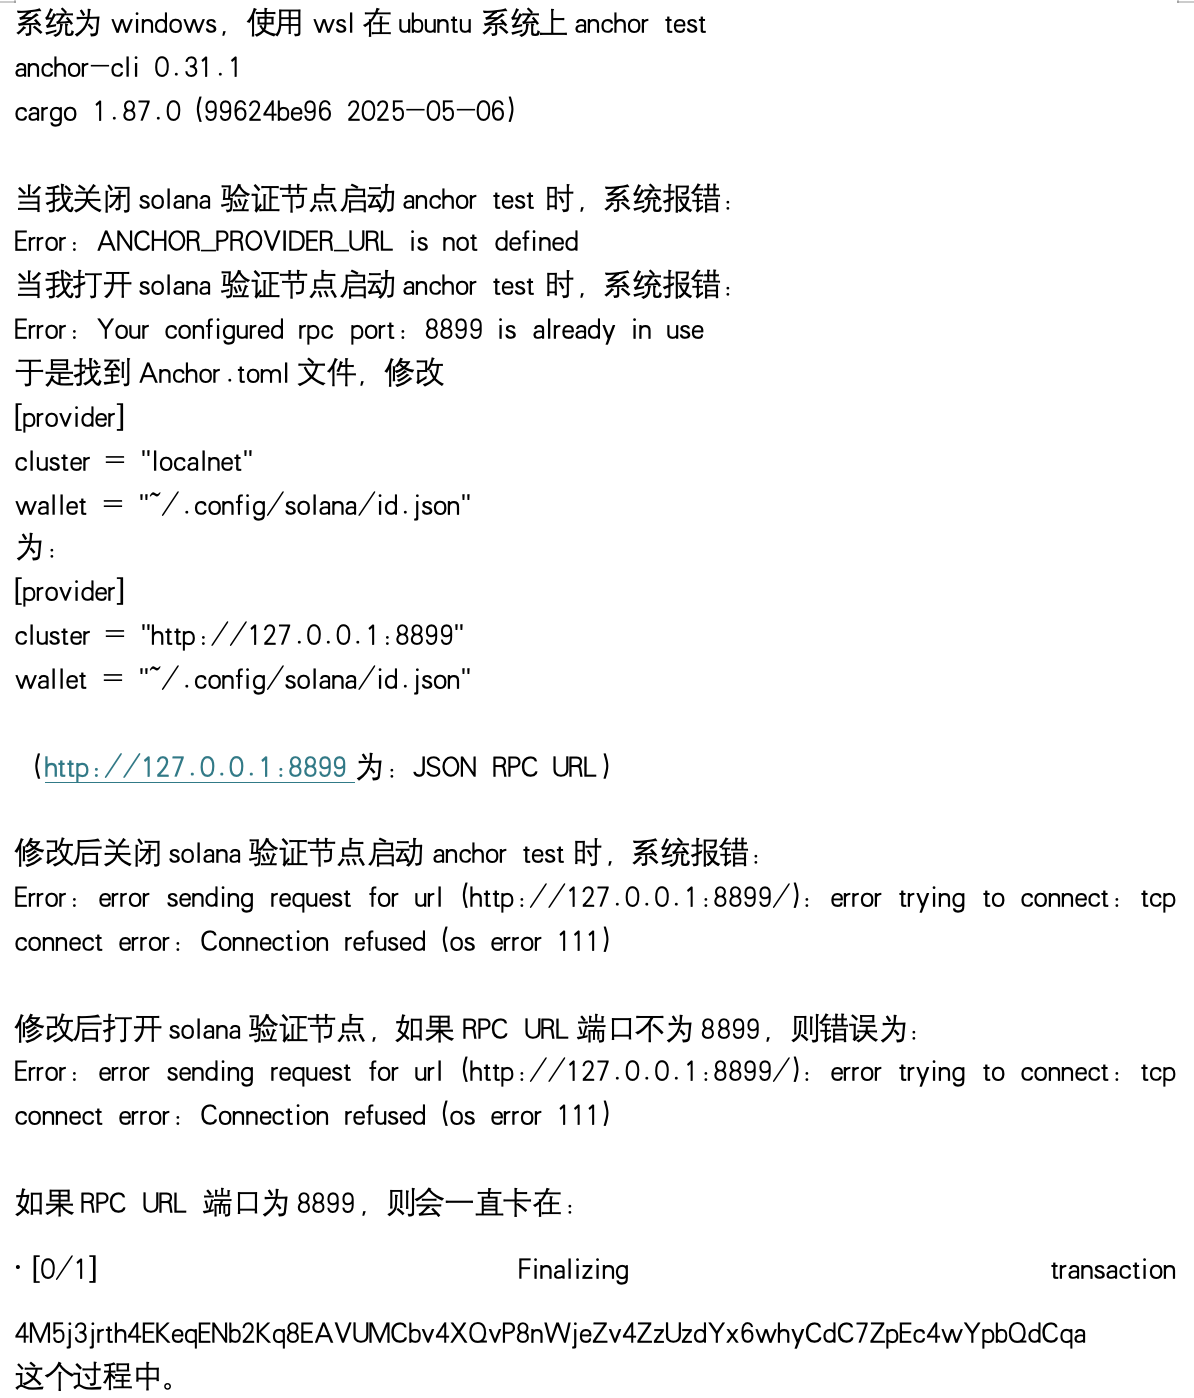 系统为 windows，使用 wsl 在 ubuntu 系统上 anchor test
anchor-cli 0.31.1
cargo 1.87.0 (99624be96 2025-05-06)
当我关闭 solana 验证节点启动 anchor test 时，系统报错：
Error: ANCHOR_PROVIDER_URL is not defined
当我打开 solana 验证节点启动 anchor test 时，系统报错：
Error: Your configured rpc port: 8899 is already in use
于是找到 Anchor.toml 文件，修改
[provider]
cluster = "localnet"
wallet = "~/.config/solana/id.json"
为：
[provider]
cluster = "http://127.0.0.1:8899"
wallet = "~/.config/solana/id.json"
（http://127.0.0.1:8899 为：JSON RPC URL）
修改后关闭 solana 验证节点启动 anchor test 时，系统报错：
Error: error sending request for url (http://127.0.0.1:8899/): error trying to connect: tcp
connect error: Connection refused (os error 111)
修改后打开 solana 验证节点，如果 RPC URL 端口不为 8899，则错误为：
Error: error sending request for url (http://127.0.0.1:8899/): error trying to connect: tcp
connect error: Connection refused (os error 111)
如果 RPC URL 端口为 8899，则会一直卡在：
· [0/1] Finalizing transaction
4M5j3jrth4EKeqENb2Kq8EAVUMCbv4XQvP8nWjeZv4ZzUzdYx6whyCdC7ZpEc4wYpbQdCqa
这个过程中。